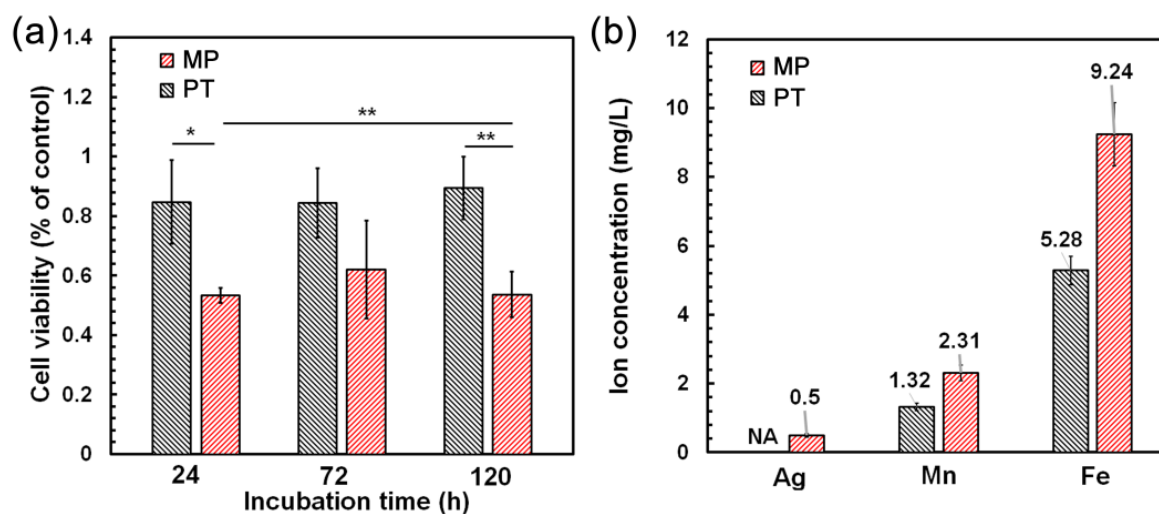 (a)
Cell viability (% of control)
1.4
1.2
1
0.8
0.6
0.4
0.2
0
MP
PT
*
**
**
24
72
120
Incubation time (h)
(b)
Ion concentration (mg/L)
12
10
8
6
4
2
0
MP
PT
NA
0.5
1.32
2.31
5.28
9.24
Ag
Mn
Fe